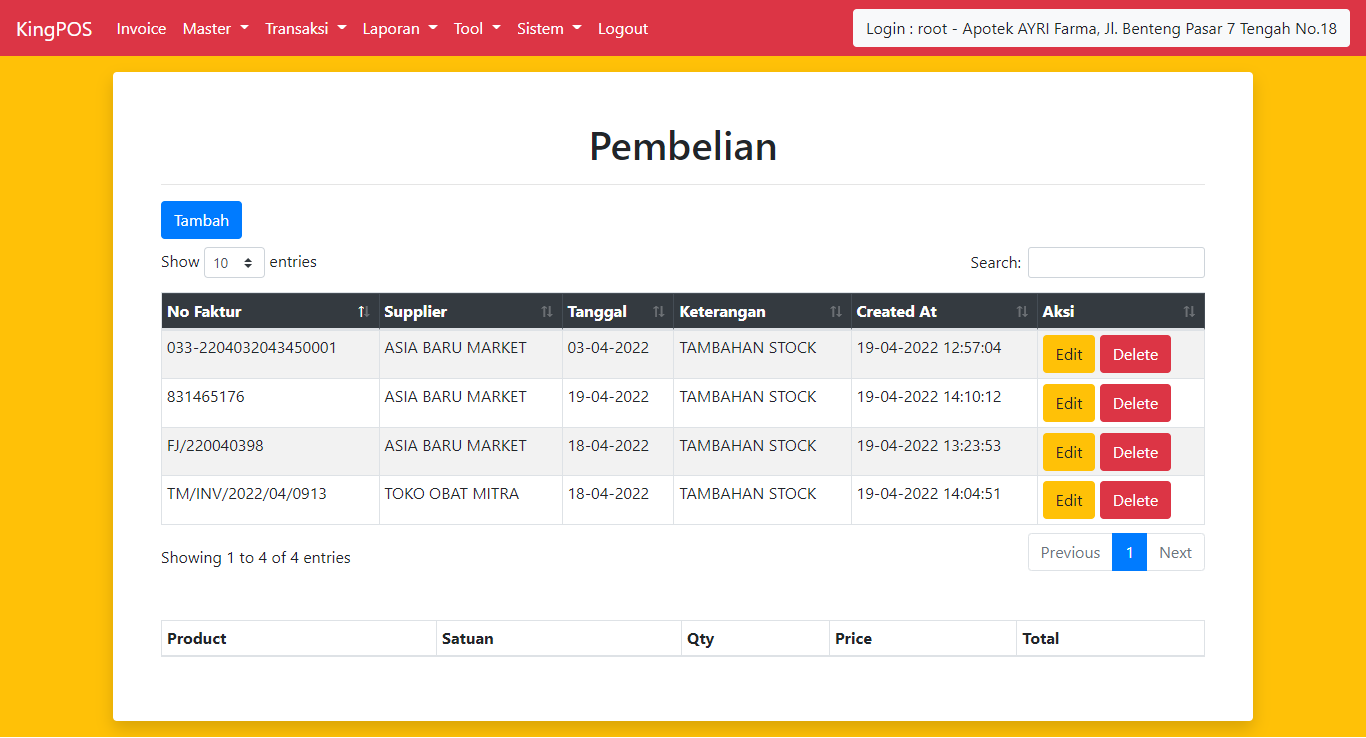 KingPOS Invoice Master Transaksi Laporan Tool Sistem Logout Login : root - Apotek AYRI Farma, Jl. Benteng Pasar 7 Tengah No.18
Pembelian
Tambah
Show 10 entries Search:
No Faktur Supplier Tanggal Keterangan Created At Aksi
033-2204032043450001 ASIA BARU MARKET 03-04-2022 TAMBAHAN STOCK 19-04-2022 12:57:04 Edit Delete
831465176 ASIA BARU MARKET 19-04-2022 TAMBAHAN STOCK 19-04-2022 14:10:12 Edit Delete
FJ/220040398 ASIA BARU MARKET 18-04-2022 TAMBAHAN STOCK 19-04-2022 13:23:53 Edit Delete
TM/INV/2022/04/0913 TOKO OBAT MITRA 18-04-2022 TAMBAHAN STOCK 19-04-2022 14:04:51 Edit Delete
Showing 1 to 4 of 4 entries Previous 1 Next
Product Satuan Qty Price Total